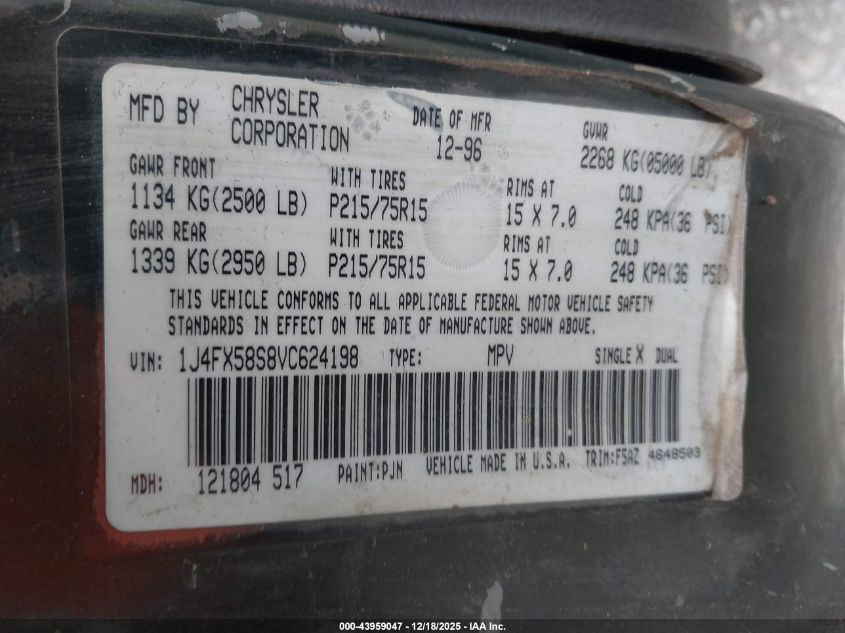 MFD BY CHRYSLER CORPORATION DATE OF MFR 12-96 GVWR 2268 KG(05000 LB)
GAWR FRONT WITH TIRES RIMS AT COLD
1134 KG(2500 LB) P215/75R15 15 X 7.0 248 KPA(36 PSI)
GAWR REAR WITH TIRES RIMS AT COLD
1339 KG(2950 LB) P215/75R15 15 X 7.0 248 KPA(36 PSI)
THIS VEHICLE CONFORMS TO ALL APPLICABLE FEDERAL MOTOR VEHICLE SAFETY
STANDARDS IN EFFECT ON THE DATE OF MANUFACTURE SHOWN ABOVE.
VIN: 1J4FX58S8VC624198 TYPE: MPV SINGLE X DUAL
MDH: 121804 517 PAINT:PJN VEHICLE MADE IN U.S.A. TRIM:F5AZ 4648503
000-43959047 - 12/18/2025 - IAA Inc.